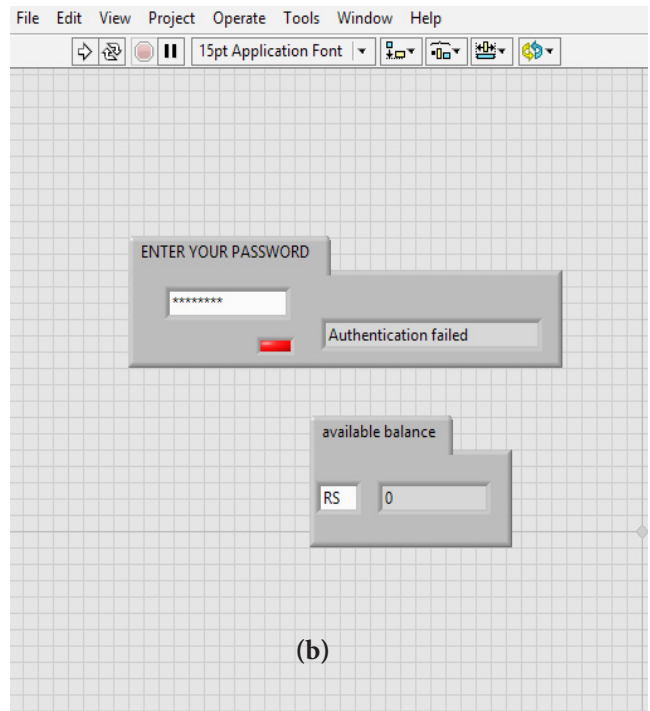 File Edit View Project Operate Tools Window Help
15pt Application Font
ENTER YOUR PASSWORD
********
Authentication failed
available balance
RS 0
(b)